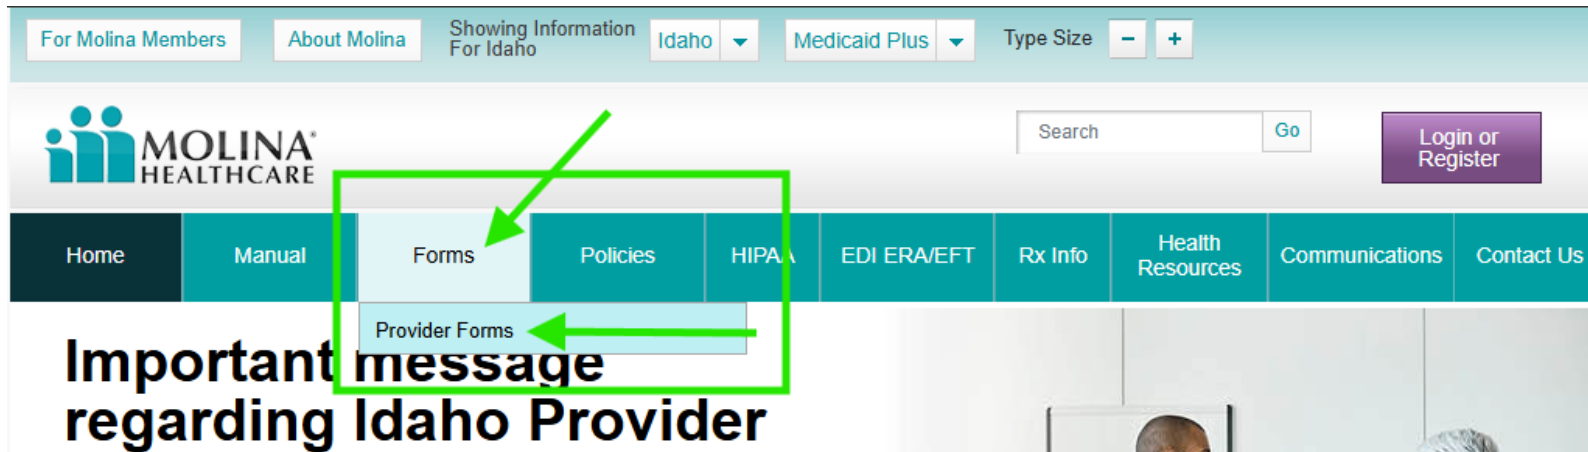 For Molina Members
About Molina
Showing Information
For Idaho
Idaho
Medicaid Plus
Type Size
-
+
MOLINA®
HEALTHCARE
Search
Go
Login or
Register
Home
Manual
Forms
Policies
HIPAA
EDI ERA/EFT
Rx Info
Health
Resources
Communications
Contact Us
Provider Forms
Important message
regarding Idaho Provider